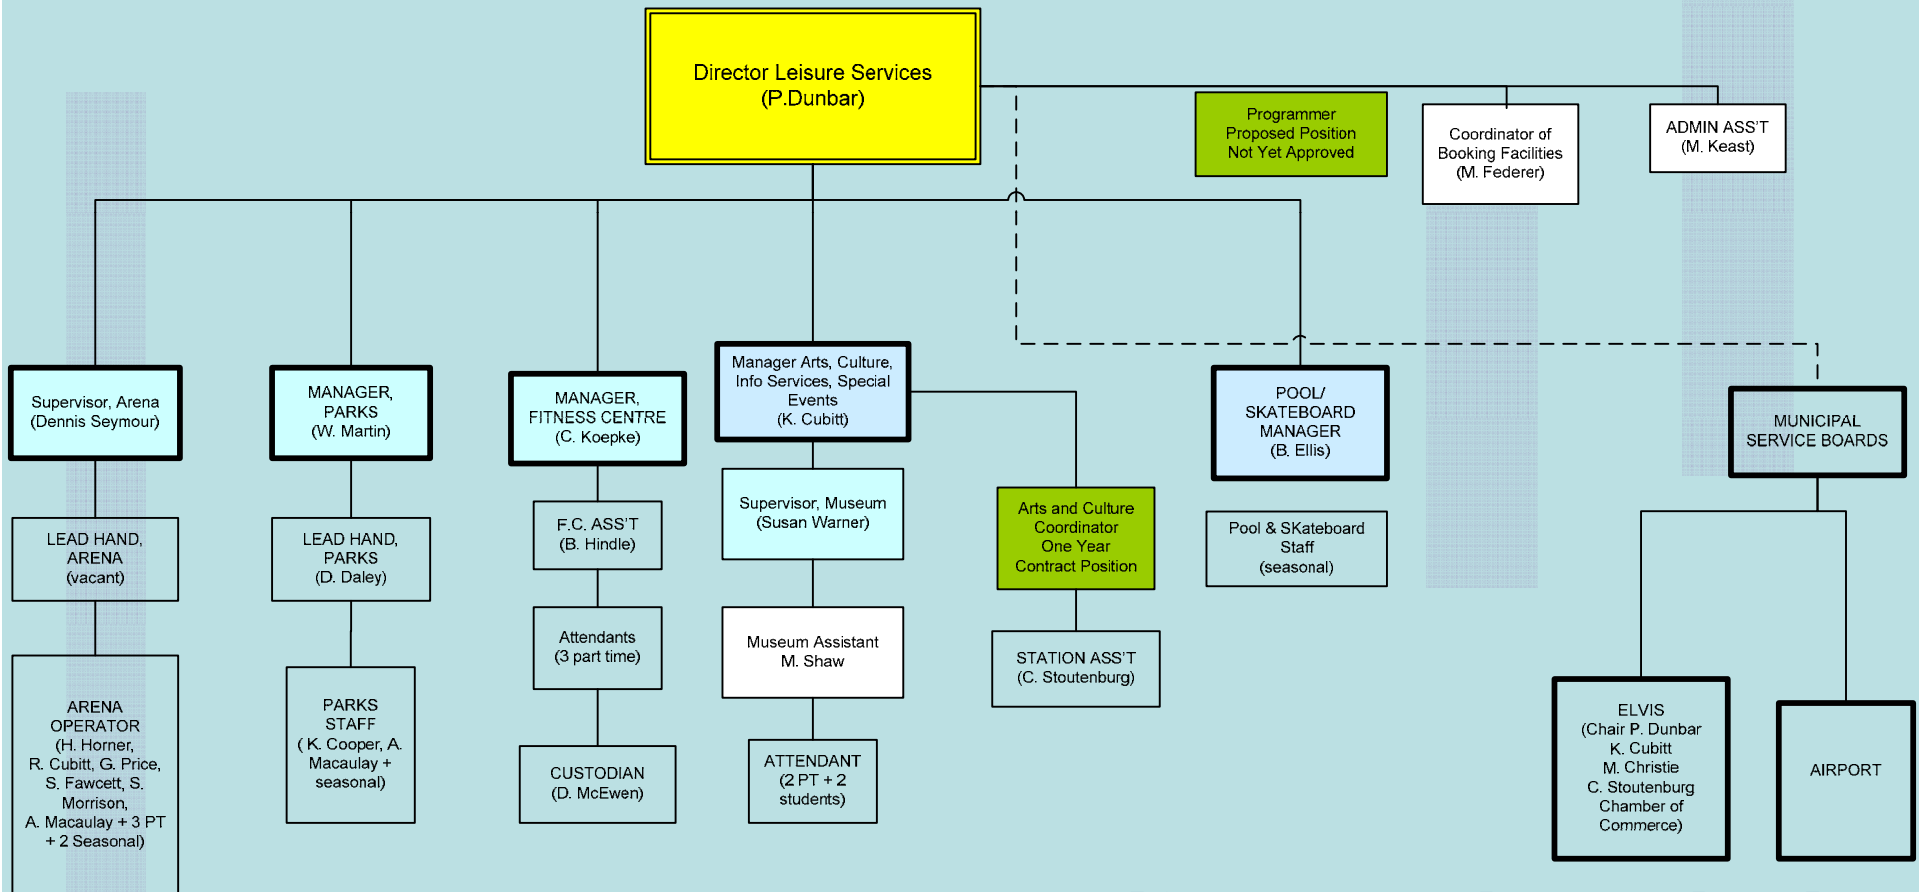 Director Leisure Services
(P.Dunbar)
Programmer
Proposed Position
Not Yet Approved
Coordinator of
Booking Facilities
(M. Federer)
ADMIN ASS'T
(M. Keast)
Supervisor, Arena
(Dennis Seymour)
MANAGER,
PARKS
(W. Martin)
MANAGER,
FITNESS CENTRE
(C. Koepke)
Manager Arts, Culture,
Info Services, Special
Events
(K. Cubitt)
POOL/
SKATEBOARD
MANAGER
(B. Ellis)
MUNICIPAL
SERVICE BOARDS
LEAD HAND,
ARENA
(vacant)
LEAD HAND,
PARKS
(D. Daley)
F.C. ASS'T
(B. Hindle)
Supervisor, Museum
(Susan Warner)
Arts and Culture
Coordinator
One Year
Contract Position
Pool & SKateboard
Staff
(seasonal)
Attendants
(3 part time)
Museum Assistant
M. Shaw
STATION ASS'T
(C. Stoutenburg)
ARENA
OPERATOR
(H. Horner,
R. Cubitt, G. Price,
S. Fawcett, S.
Morrison,
A. Macaulay + 3 PT
+ 2 Seasonal)
PARKS
STAFF
( K. Cooper, A.
Macaulay +
seasonal)
CUSTODIAN
(D. McEwen)
ATTENDANT
(2 PT + 2
students)
ELVIS
(Chair P. Dunbar
K. Cubitt
M. Christie
C. Stoutenburg
Chamber of
Commerce)
AIRPORT